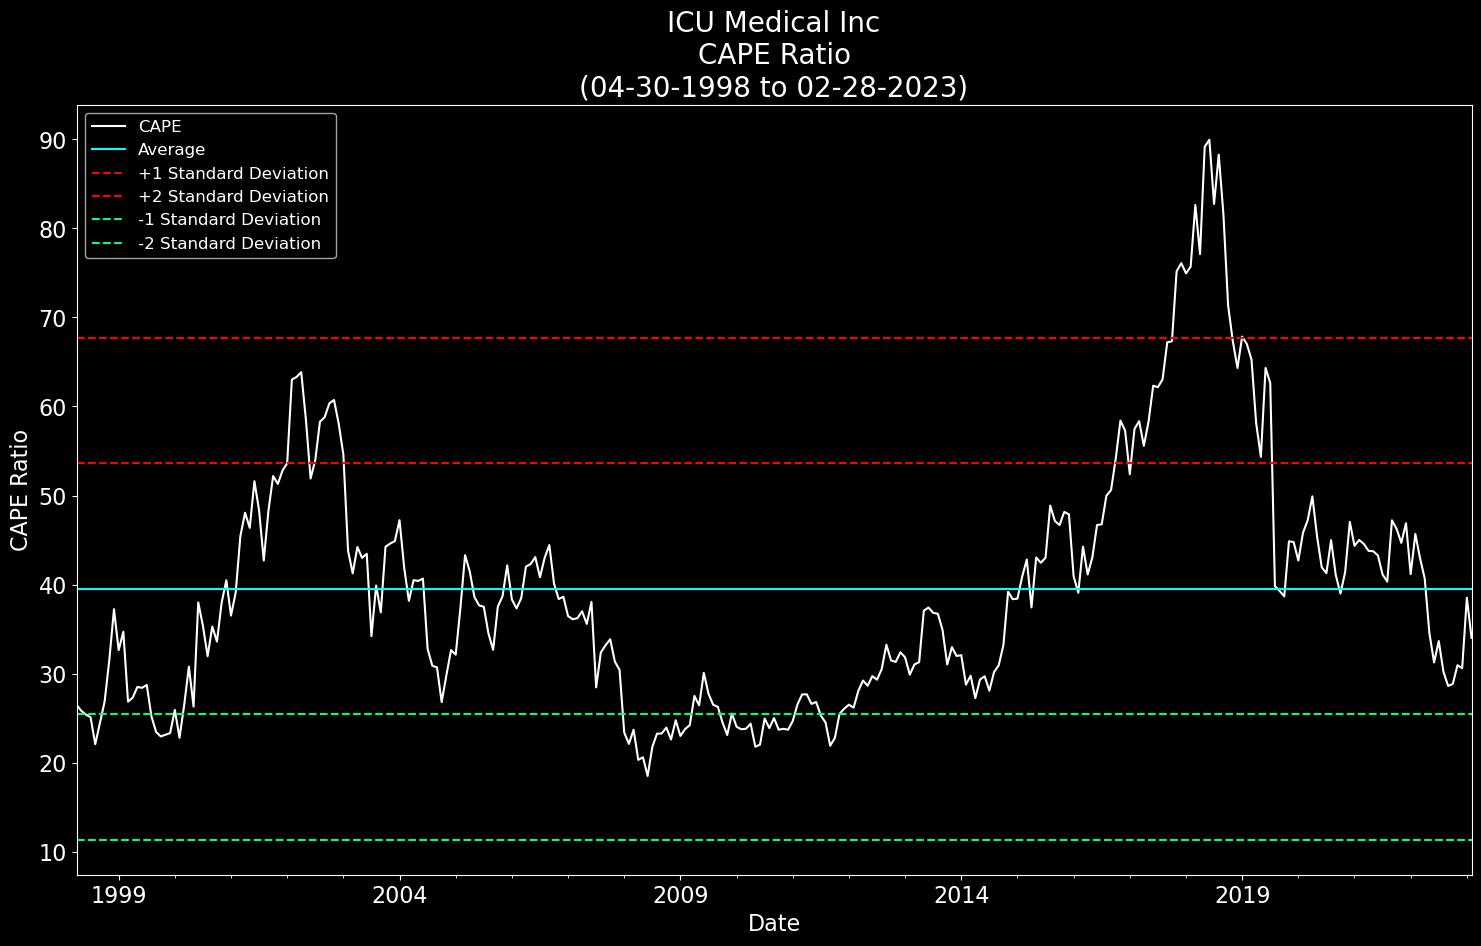 ICU Medical Inc
CAPE Ratio
(04-30-1998 to 02-28-2023)
CAPE
Average
+1 Standard Deviation
+2 Standard Deviation
-1 Standard Deviation
-2 Standard Deviation
CAPE Ratio
90
80
70
60
50
40
30
20
10
1999
2004
2009
2014
2019
Date